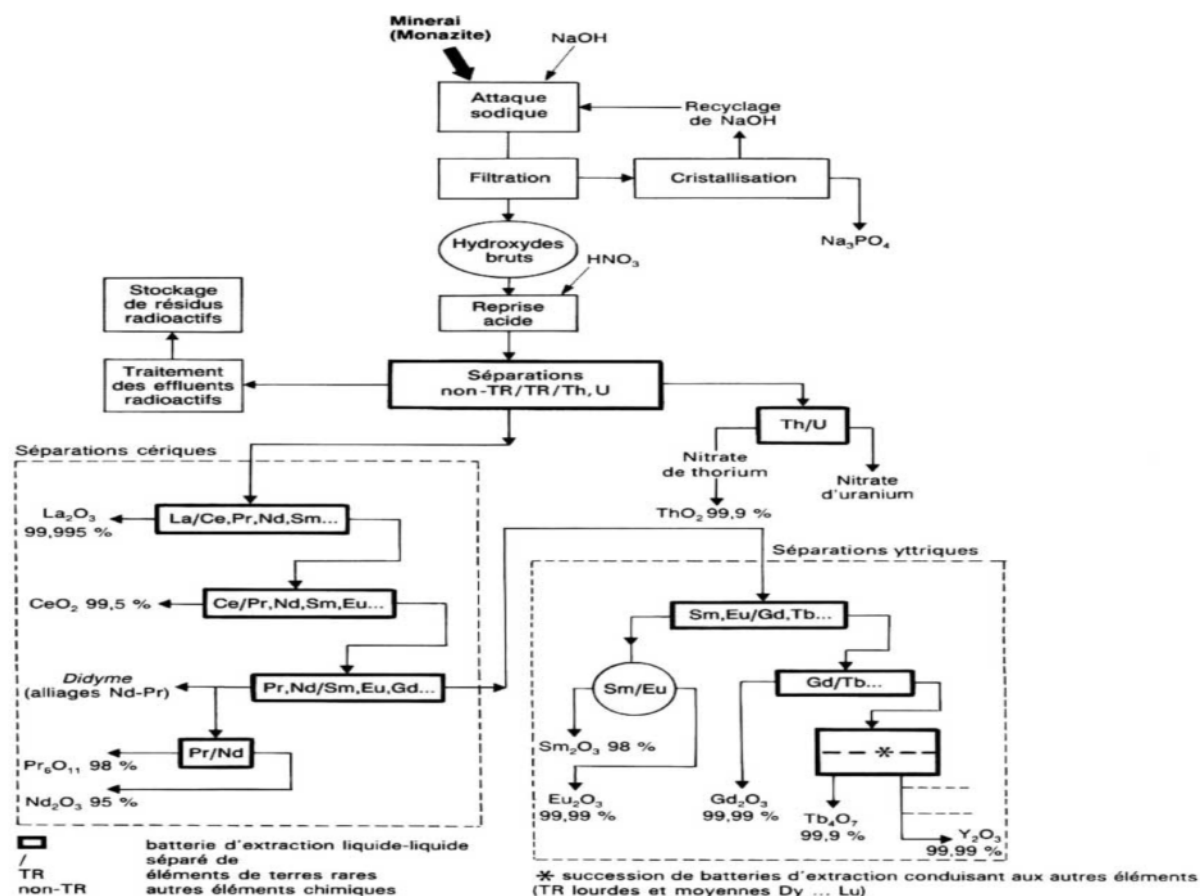 Minerai
(Monazite)
NaOH
Attaque
sodique
Recyclage
de NaOH
Filtration
Cristallisation
Na₃PO₄
Hydroxydes
bruts
HNO₃
Reprise
acide
Stockage
de résidus
radioactifs
Traitement
des effluents
radioactifs
Séparations
non-TR/TR/Th, U
Th/U
Nitrate
de thorium
Nitrate
d'uranium
ThO₂ 99,9 %
Séparations cériques
La₂O₃
99,995 %
La/Ce,Pr,Nd,Sm...
CeO₂ 99,5 %
Ce/Pr,Nd,Sm,Eu...
Didyme
(alliages Nd-Pr)
Pr,Nd/Sm,Eu,Gd...
Pr/Nd
Pr₆O₁₁ 98 %
Nd₂O₃ 95 %
Séparations yttriques
Sm,Eu/Gd,Tb...
Sm/Eu
Gd/Tb...
*
Sm₂O₃ 98 %
Eu₂O₃
99,99 %
Gd₂O₃
99,99 %
Tb₄O₇
99,9 %
Y₂O₃
99,99 %
batterie d'extraction liquide-liquide
/ séparé de
TR éléments de terres rares
non-TR autres éléments chimiques
* succession de batteries d'extraction conduisant aux autres éléments
(TR lourdes et moyennes Dy ... Lu)